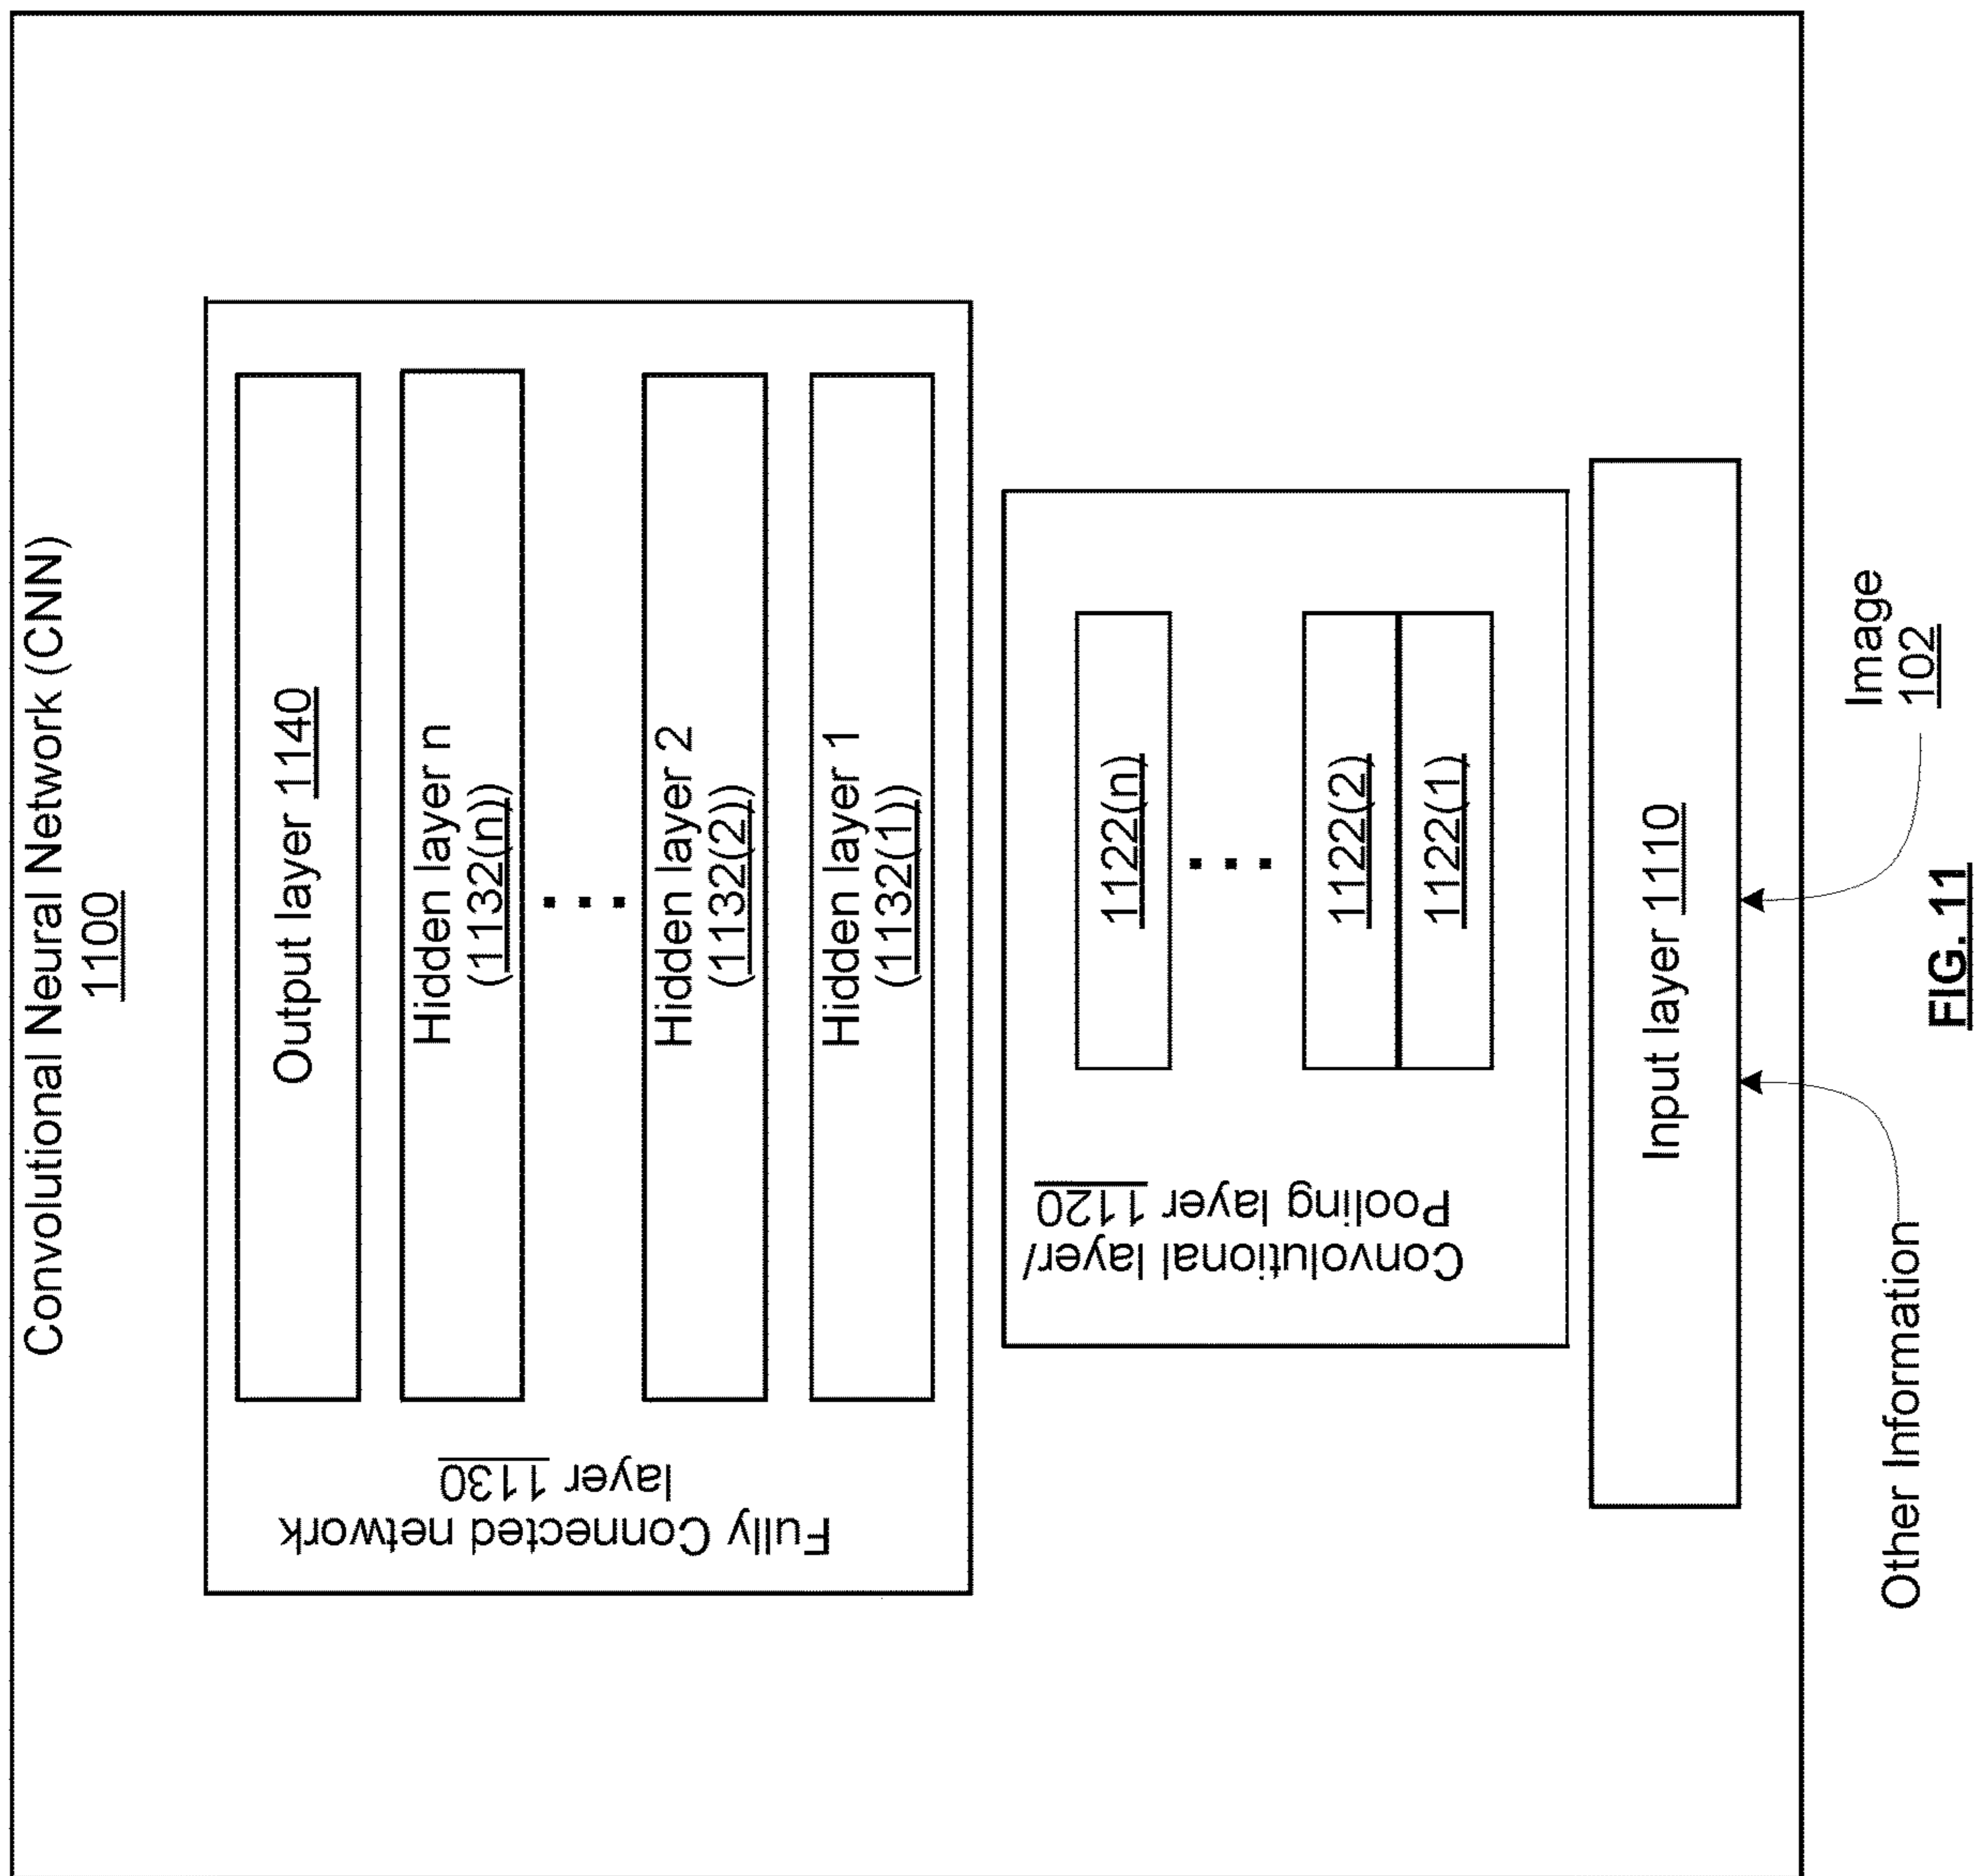 Convolutional Neural Network (CNN)
1100
Fully Connected network
layer 1130
Output layer 1140
Hidden layer n
(1132(n))
...
Hidden layer 2
(1132(2))
Hidden layer 1
(1132(1))
Convolutional layer/
Pooling layer 1120
1122(n)
...
1122(2)
1122(1)
Input layer 1110
Other Information
Image
102
FIG. 11